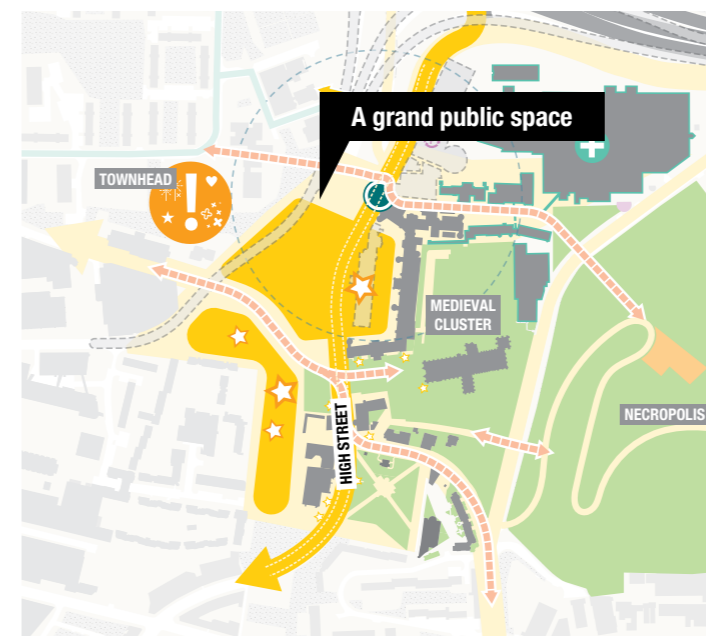 A grand public space
TOWNHEAD
MEDIEVAL
CLUSTER
NECROPOLIS
HIGH STREET